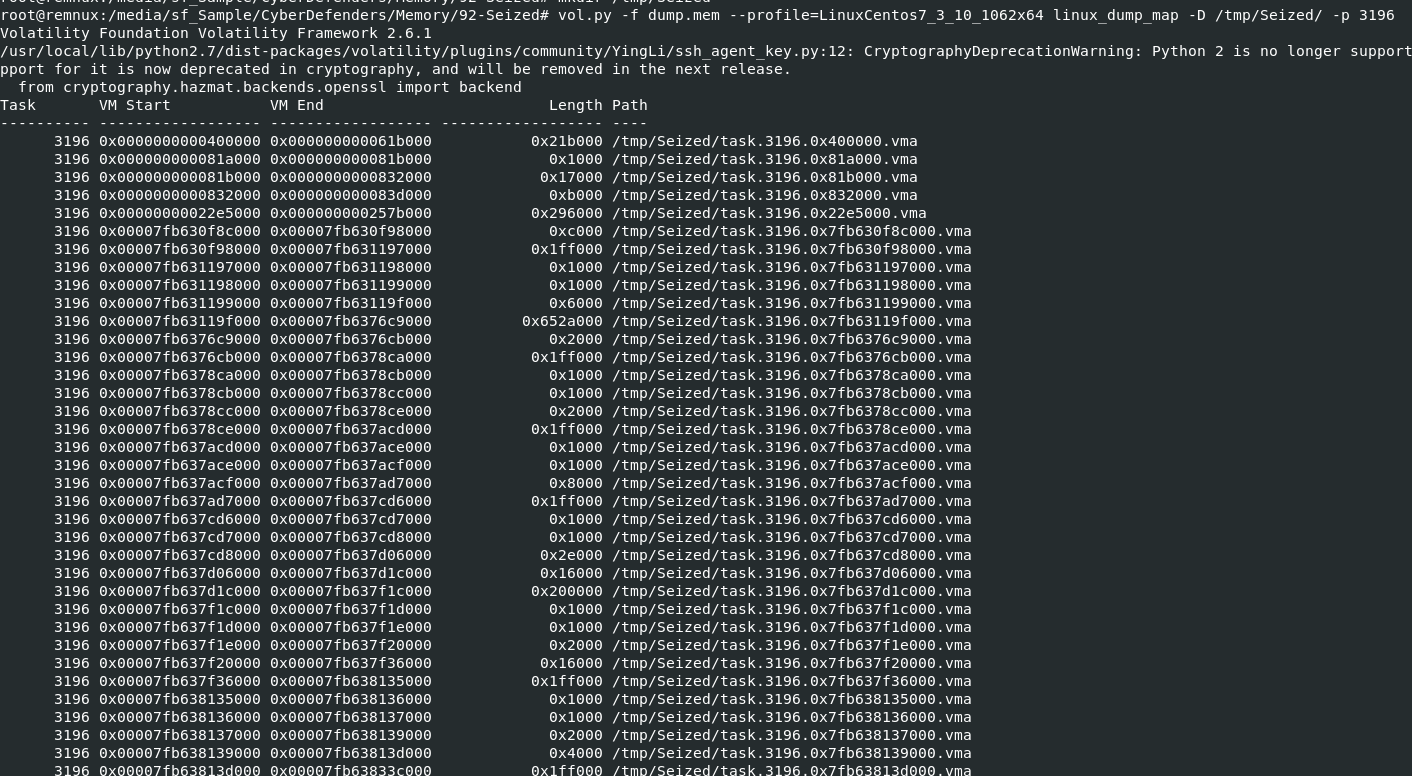 root@remnux:/media/sf_Sample/CyberDefenders/Memory/92-Seized# mkdir /tmp/Seized
root@remnux:/media/sf_Sample/CyberDefenders/Memory/92-Seized# vol.py -f dump.mem --profile=LinuxCentos7_3_10_1062x64 linux_dump_map -D /tmp/Seized/ -p 3196
Volatility Foundation Volatility Framework 2.6.1
/usr/local/lib/python2.7/dist-packages/volatility/plugins/community/YingLi/ssh_agent_key.py:12: CryptographyDeprecationWarning: Python 2 is no longer support
pport for it is now deprecated in cryptography, and will be removed in the next release.
  from cryptography.hazmat.backends.openssl import backend
Task       VM Start           VM End                         Length Path
---------- ------------------ ------------------ ------------------ ----
      3196 0x0000000000400000 0x000000000061b000           0x21b000 /tmp/Seized/task.3196.0x400000.vma
      3196 0x000000000081a000 0x000000000081b000             0x1000 /tmp/Seized/task.3196.0x81a000.vma
      3196 0x000000000081b000 0x0000000000832000            0x17000 /tmp/Seized/task.3196.0x81b000.vma
      3196 0x0000000000832000 0x000000000083d000             0xb000 /tmp/Seized/task.3196.0x832000.vma
      3196 0x00000000022e5000 0x000000000257b000           0x296000 /tmp/Seized/task.3196.0x22e5000.vma
      3196 0x00007fb630f8c000 0x00007fb630f98000             0xc000 /tmp/Seized/task.3196.0x7fb630f8c000.vma
      3196 0x00007fb630f98000 0x00007fb631197000           0x1ff000 /tmp/Seized/task.3196.0x7fb630f98000.vma
      3196 0x00007fb631197000 0x00007fb631198000             0x1000 /tmp/Seized/task.3196.0x7fb631197000.vma
      3196 0x00007fb631198000 0x00007fb631199000             0x1000 /tmp/Seized/task.3196.0x7fb631198000.vma
      3196 0x00007fb631199000 0x00007fb63119f000             0x6000 /tmp/Seized/task.3196.0x7fb631199000.vma
      3196 0x00007fb63119f000 0x00007fb6376c9000          0x652a000 /tmp/Seized/task.3196.0x7fb63119f000.vma
      3196 0x00007fb6376c9000 0x00007fb6376cb000             0x2000 /tmp/Seized/task.3196.0x7fb6376c9000.vma
      3196 0x00007fb6376cb000 0x00007fb6378ca000           0x1ff000 /tmp/Seized/task.3196.0x7fb6376cb000.vma
      3196 0x00007fb6378ca000 0x00007fb6378cb000             0x1000 /tmp/Seized/task.3196.0x7fb6378ca000.vma
      3196 0x00007fb6378cb000 0x00007fb6378cc000             0x1000 /tmp/Seized/task.3196.0x7fb6378cb000.vma
      3196 0x00007fb6378cc000 0x00007fb6378ce000             0x2000 /tmp/Seized/task.3196.0x7fb6378cc000.vma
      3196 0x00007fb6378ce000 0x00007fb637acd000           0x1ff000 /tmp/Seized/task.3196.0x7fb6378ce000.vma
      3196 0x00007fb637acd000 0x00007fb637ace000             0x1000 /tmp/Seized/task.3196.0x7fb637acd000.vma
      3196 0x00007fb637ace000 0x00007fb637acf000             0x1000 /tmp/Seized/task.3196.0x7fb637ace000.vma
      3196 0x00007fb637acf000 0x00007fb637ad7000             0x8000 /tmp/Seized/task.3196.0x7fb637acf000.vma
      3196 0x00007fb637ad7000 0x00007fb637cd6000           0x1ff000 /tmp/Seized/task.3196.0x7fb637ad7000.vma
      3196 0x00007fb637cd6000 0x00007fb637cd7000             0x1000 /tmp/Seized/task.3196.0x7fb637cd6000.vma
      3196 0x00007fb637cd7000 0x00007fb637cd8000             0x1000 /tmp/Seized/task.3196.0x7fb637cd7000.vma
      3196 0x00007fb637cd8000 0x00007fb637d06000            0x2e000 /tmp/Seized/task.3196.0x7fb637cd8000.vma
      3196 0x00007fb637d06000 0x00007fb637d1c000            0x16000 /tmp/Seized/task.3196.0x7fb637d06000.vma
      3196 0x00007fb637d1c000 0x00007fb637f1c000           0x200000 /tmp/Seized/task.3196.0x7fb637d1c000.vma
      3196 0x00007fb637f1c000 0x00007fb637f1d000             0x1000 /tmp/Seized/task.3196.0x7fb637f1c000.vma
      3196 0x00007fb637f1d000 0x00007fb637f1e000             0x1000 /tmp/Seized/task.3196.0x7fb637f1d000.vma
      3196 0x00007fb637f1e000 0x00007fb637f20000             0x2000 /tmp/Seized/task.3196.0x7fb637f1e000.vma
      3196 0x00007fb637f20000 0x00007fb637f36000            0x16000 /tmp/Seized/task.3196.0x7fb637f20000.vma
      3196 0x00007fb637f36000 0x00007fb638135000           0x1ff000 /tmp/Seized/task.3196.0x7fb637f36000.vma
      3196 0x00007fb638135000 0x00007fb638136000             0x1000 /tmp/Seized/task.3196.0x7fb638135000.vma
      3196 0x00007fb638136000 0x00007fb638137000             0x1000 /tmp/Seized/task.3196.0x7fb638136000.vma
      3196 0x00007fb638137000 0x00007fb638139000             0x2000 /tmp/Seized/task.3196.0x7fb638137000.vma
      3196 0x00007fb638139000 0x00007fb63813d000             0x4000 /tmp/Seized/task.3196.0x7fb638139000.vma
      3196 0x00007fb63813d000 0x00007fb63833c000           0x1ff000 /tmp/Seized/task.3196.0x7fb63813d000.vma